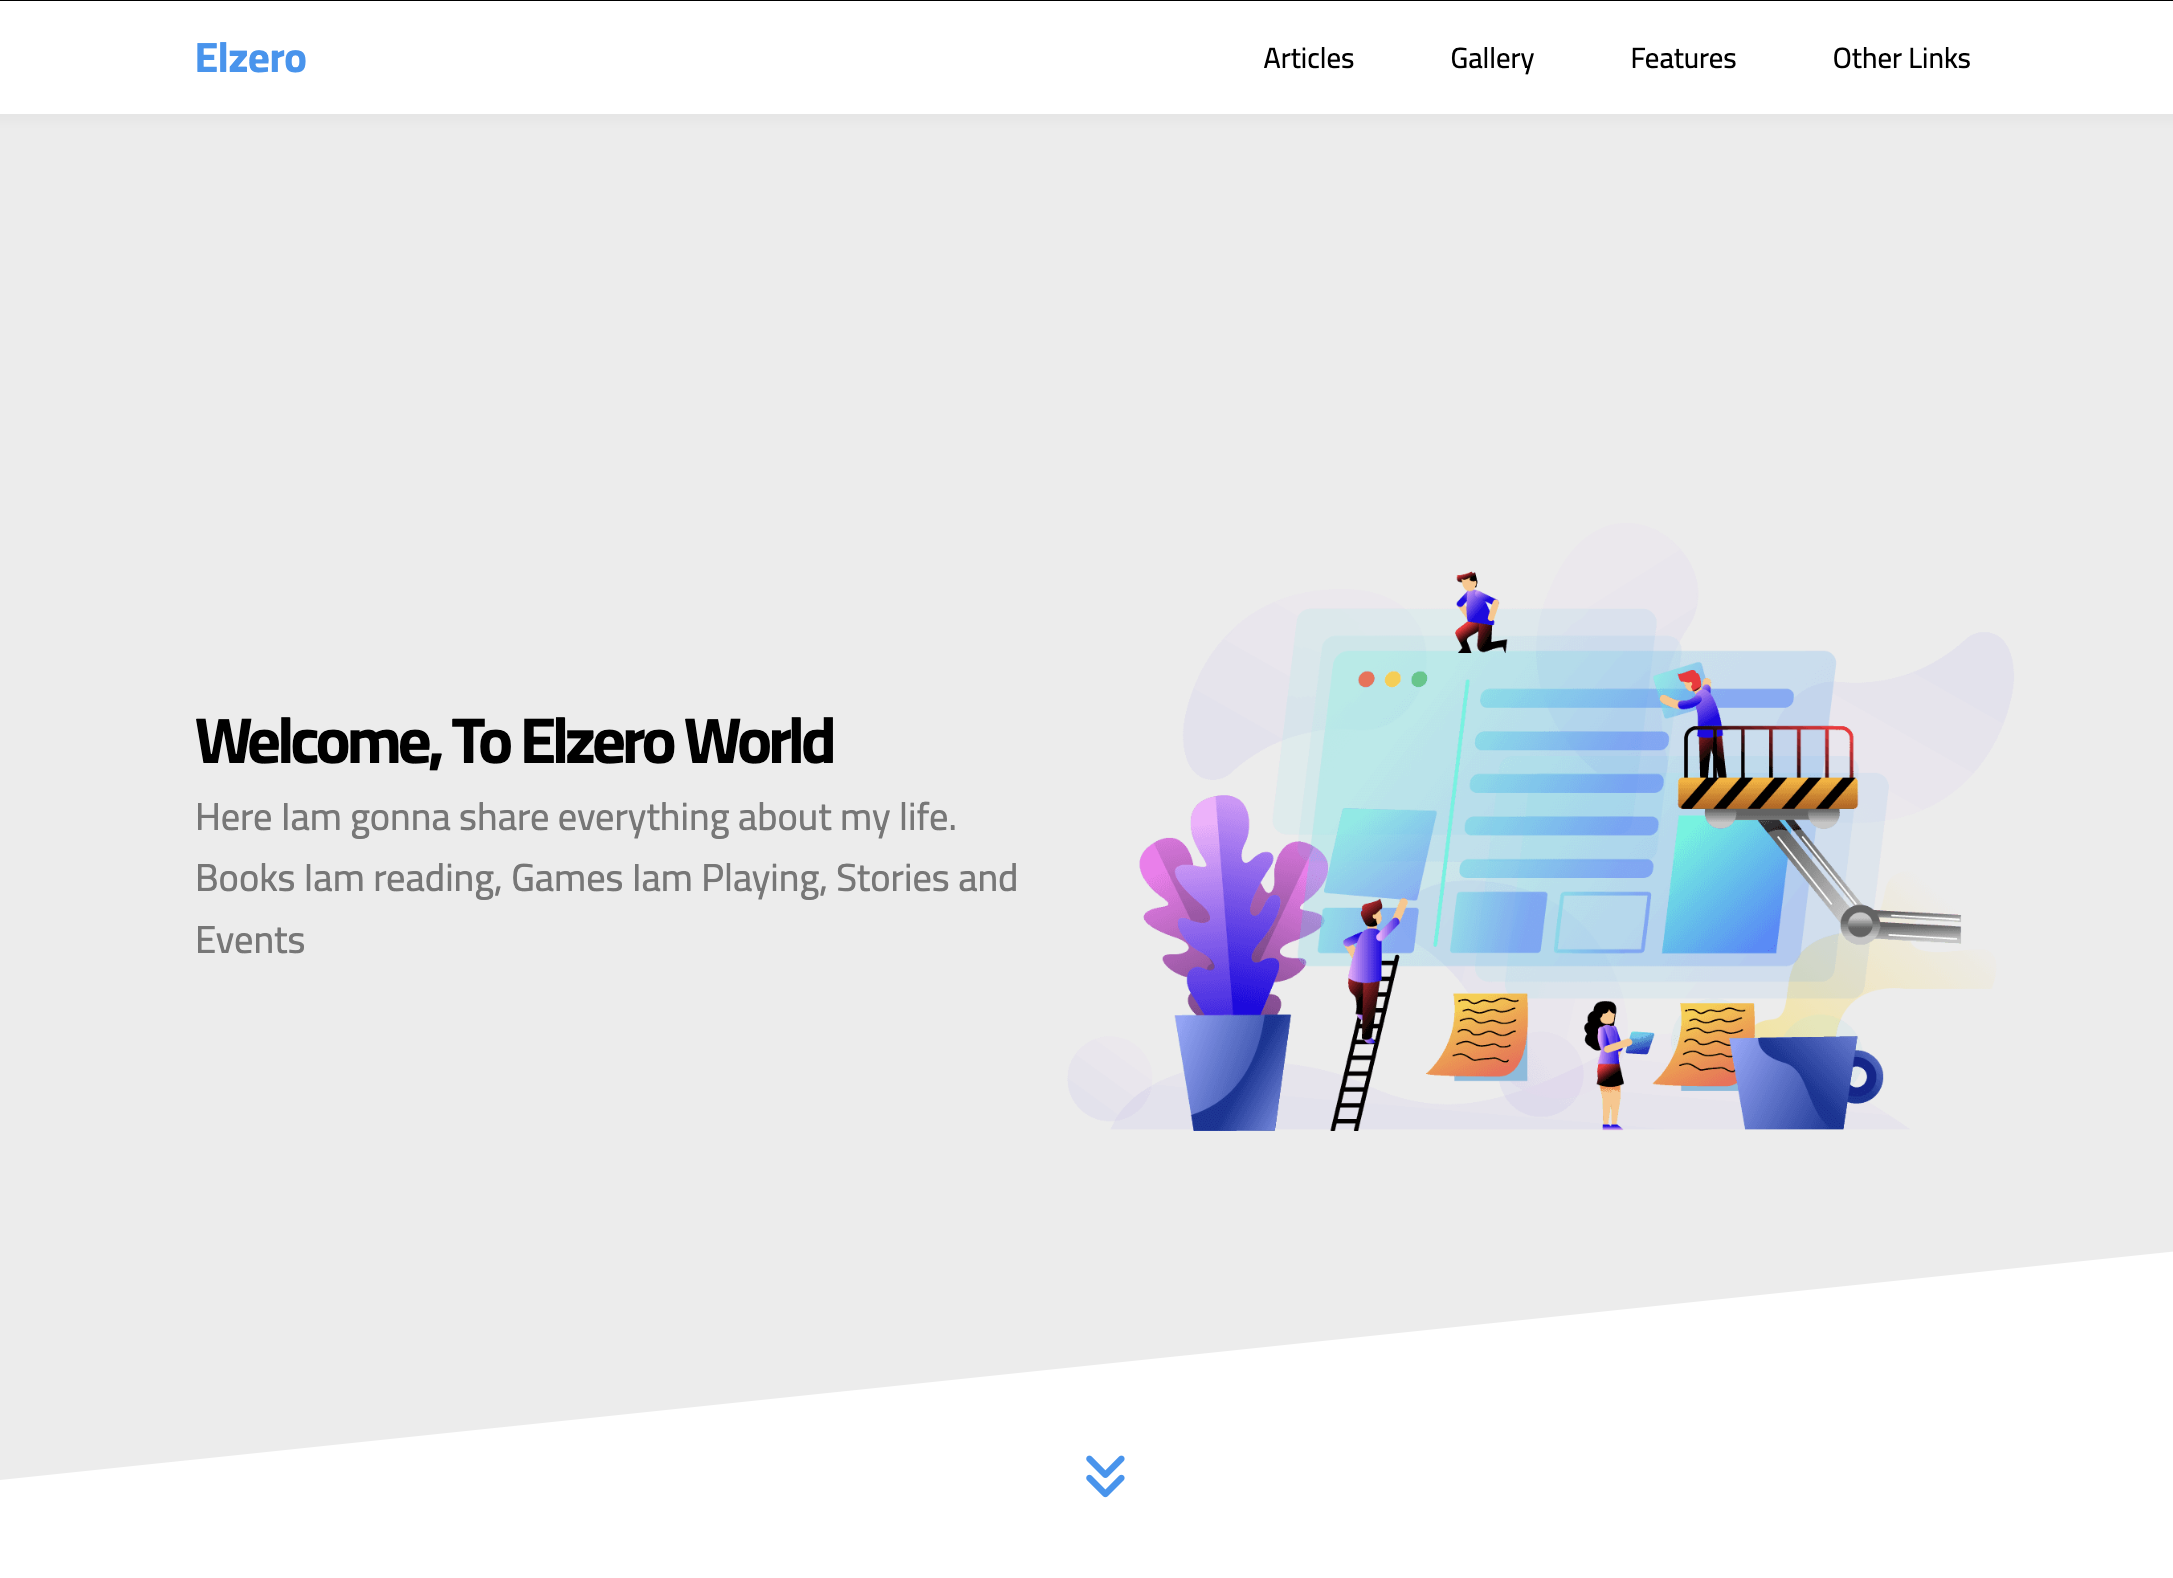 Elzero
Articles
Gallery
Features
Other Links
Welcome, To Elzero World
Here Iam gonna share everything about my life.
Books Iam reading, Games Iam Playing, Stories and
Events